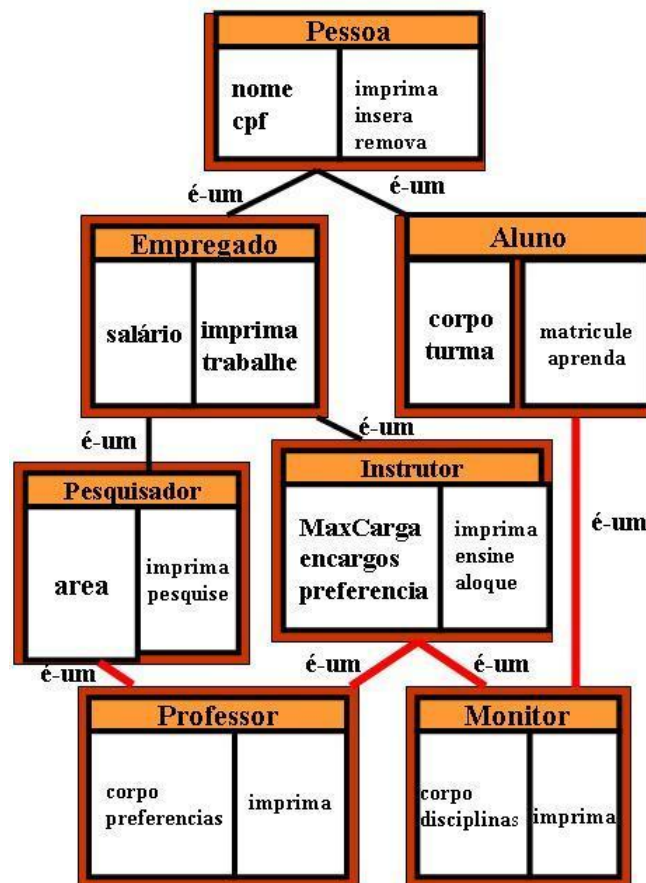 Pessoa
nome
cpf
imprima
insera
remova
é-um
é-um
Empregado
salário
imprima
trabalhe
Aluno
corpo
turma
matricule
aprenda
é-um
é-um
Pesquisador
area
imprima
pesquise
Instrutor
MaxCarga
encargos
preferencia
imprima
ensine
aloque
é-um
é-um
é-um
é-um
Professor
corpo
preferencias
imprima
Monitor
corpo
disciplinas
imprima